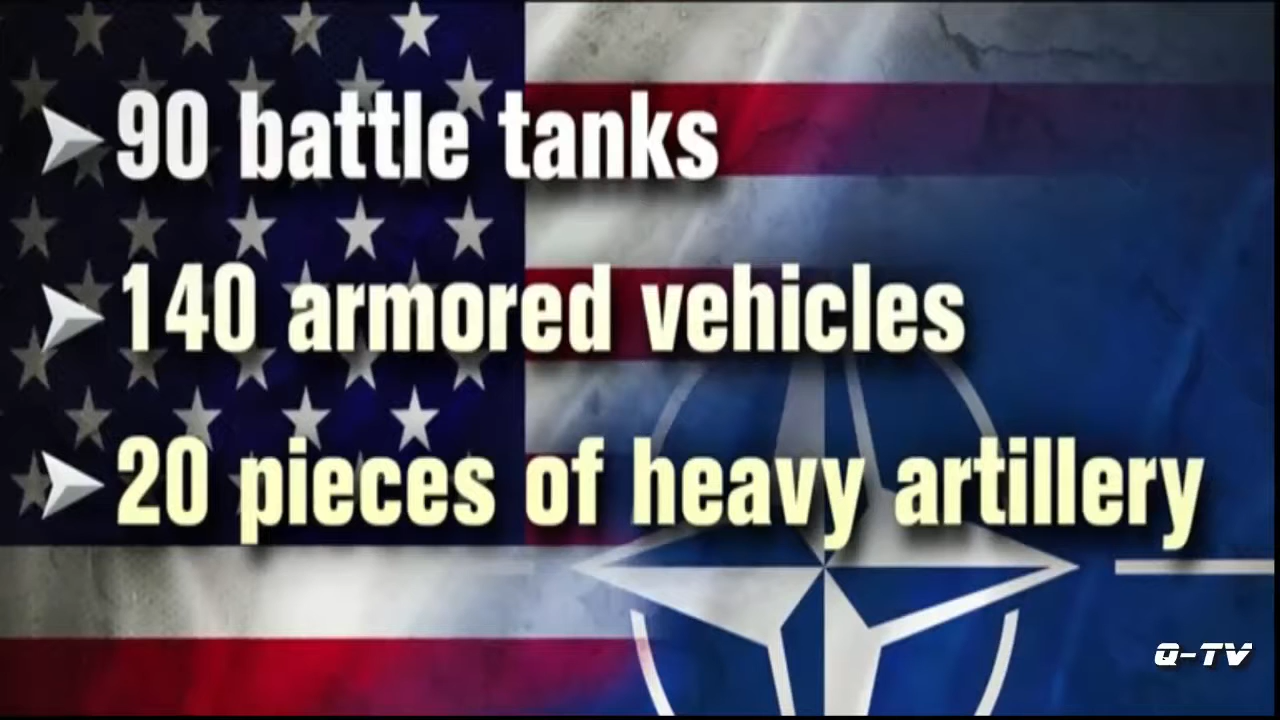 90 battle tanks
140 armored vehicles
20 pieces of heavy artillery
Q-TV